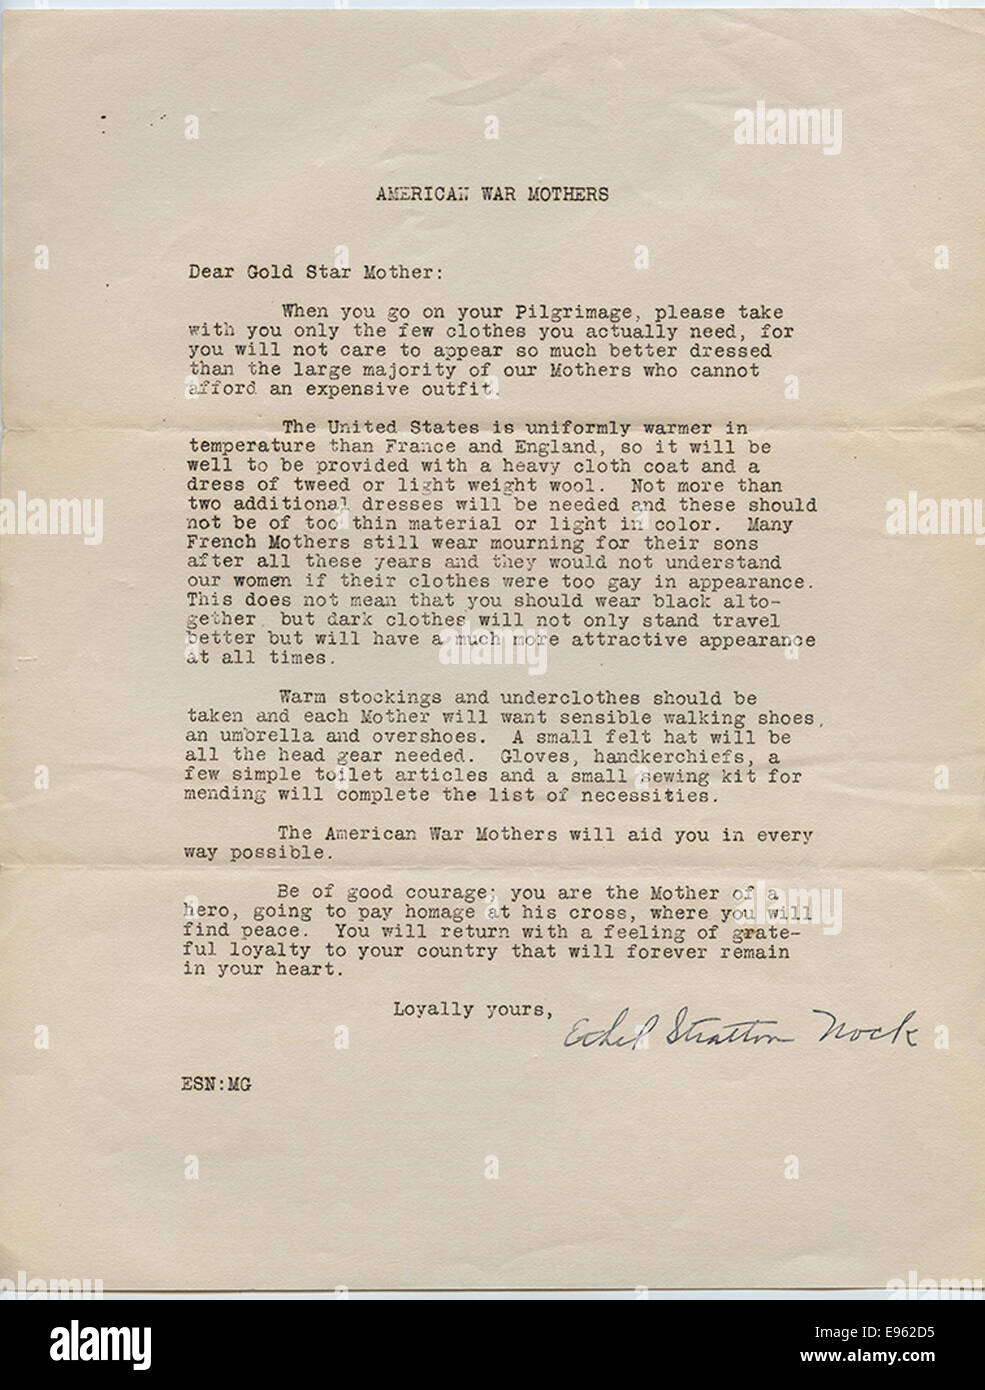 AMERICAN WAR MOTHERS
Dear Gold Star Mother:
When you go on your Pilgrimage, please take
with you only the few clothes you actually need, for
you will not care to appear so much better dressed
than the large majority of our Mothers who cannot
afford an expensive outfit.
The United States is uniformly warmer in
temperature than France and England, so it will be
well to be provided with a heavy cloth coat and a
dress of tweed or light weight wool. Not more than
two additional dresses will be needed and these should
not be of too thin material or light in color. Many
French Mothers still wear mourning for their sons
after all these years and they would not understand
our women if their clothes were too gay in appearance.
This does not mean that you should wear black alto-
gether, but dark clothes will not only stand travel
better but will have a much more attractive appearance
at all times.
Warm stockings and underclothes should be
taken and each Mother will want sensible walking shoes,
an umbrella and overshoes. A small felt hat will be
all the head gear needed. Gloves, handkerchiefs, a
few simple toilet articles and a small sewing kit for
mending will complete the list of necessities.
The American War Mothers will aid you in every
way possible.
Be of good courage; you are the Mother of a
hero, going to pay homage at his cross, where you will
find peace. You will return with a feeling of grate-
ful loyalty to your country that will forever remain
in your heart.
Loyally yours,
Ethel Stratton Nock
ESN:MG
alamy
E962D5
www.alamy.com